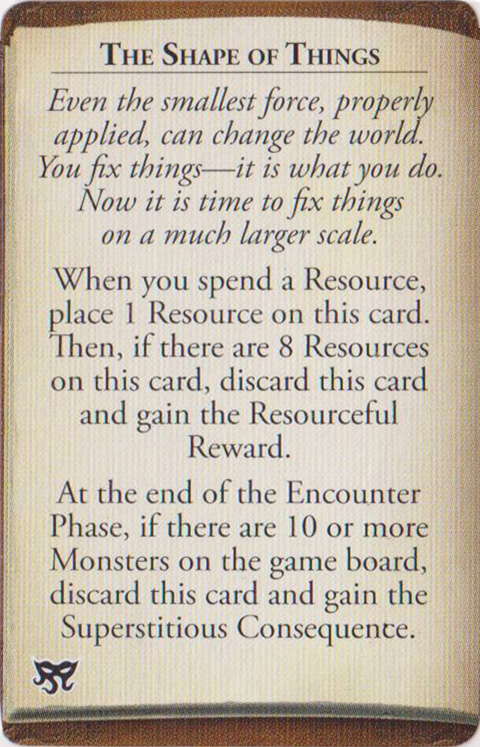 The Shape of Things
Even the smallest force, properly
applied, can change the world.
You fix things—it is what you do.
Now it is time to fix things
on a much larger scale.
When you spend a Resource,
place 1 Resource on this card.
Then, if there are 8 Resources
on this card, discard this card
and gain the Resourceful
Reward.
At the end of the Encounter
Phase, if there are 10 or more
Monsters on the game board,
discard this card and gain the
Superstitious Consequence.